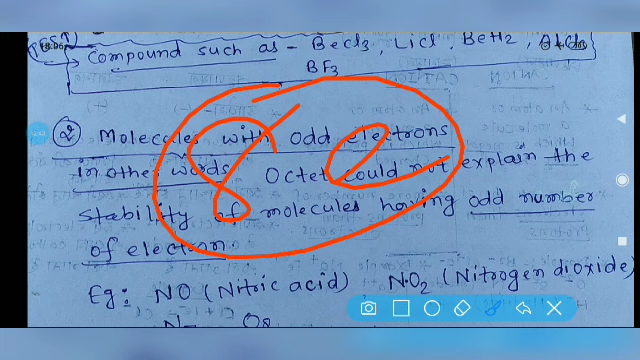 Compound such as - BeCl3, LiCl, BeH2, AlCl3
BF3
② Molecules with odd electrons
in other words Octet could not explain the
stability of molecules having odd number
of electron.
Eg: NO (Nitric acid) NO2 (Nitrogen dioxide)